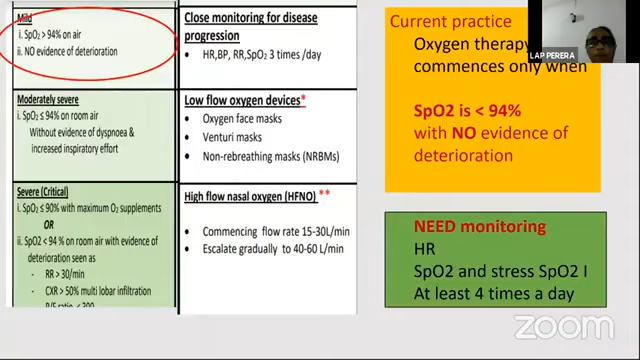 Mild
i. SpO₂ > 94% on air
ii. NO evidence of deterioration
Close monitoring for disease
progression
• HR,BP, RR,SpO2 3 times /day
Moderately severe
i. SpO₂ ≤ 94% on room air
Without evidence of dyspnoea &
increased inspiratory effort
Low flow oxygen devices*
• Oxygen face masks
• Venturi masks
• Non-rebreathing masks (NRBMs)
Severe (Critical)
i. SpO₂ ≤ 90% with maximum O₂ supplements
OR
ii. SpO2 < 94 % on room air with evidence of
deterioration seen as
- RR > 30/min
- CXR > 50% multi lobar infiltration
High flow nasal oxygen (HFNO) **
• Commencing flow rate 15-30L/min
• Escalate gradually to 40-60 L/min
Current practice
Oxygen therapy
commences only when
SpO2 is < 94%
with NO evidence of
deterioration
LAP PERERA
NEED monitoring
HR
SpO2 and stress SpO2 I
At least 4 times a day
zoom